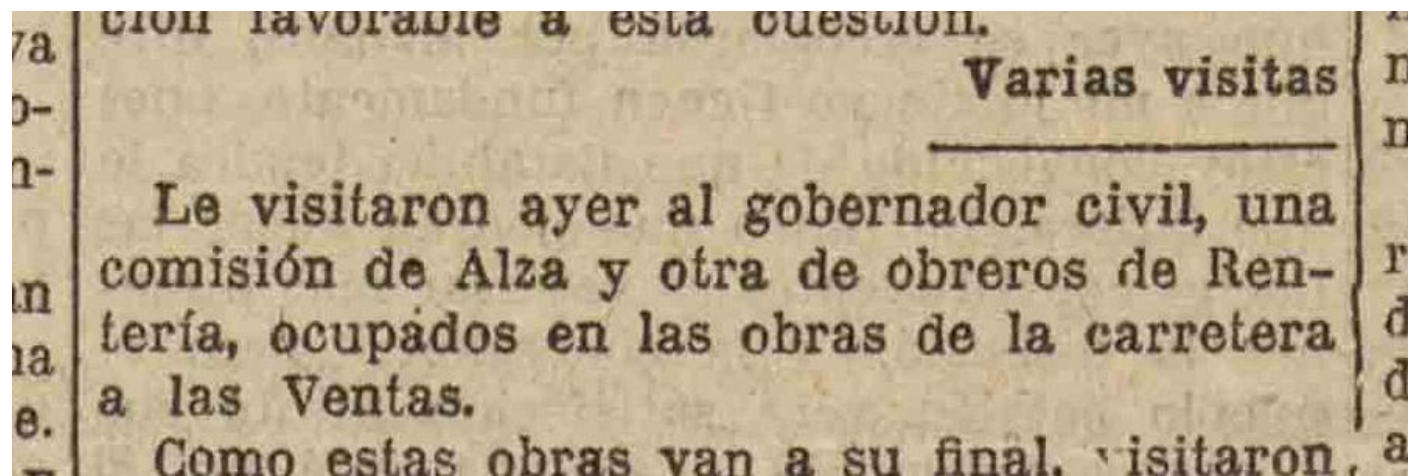 ción favorable a esta cuestión.
Varias visitas
Le visitaron ayer al gobernador civil, una
comisión de Alza y otra de obreros de Ren-
tería, ocupados en las obras de la carretera
a las Ventas.
Como estas obras van a su final, visitaron